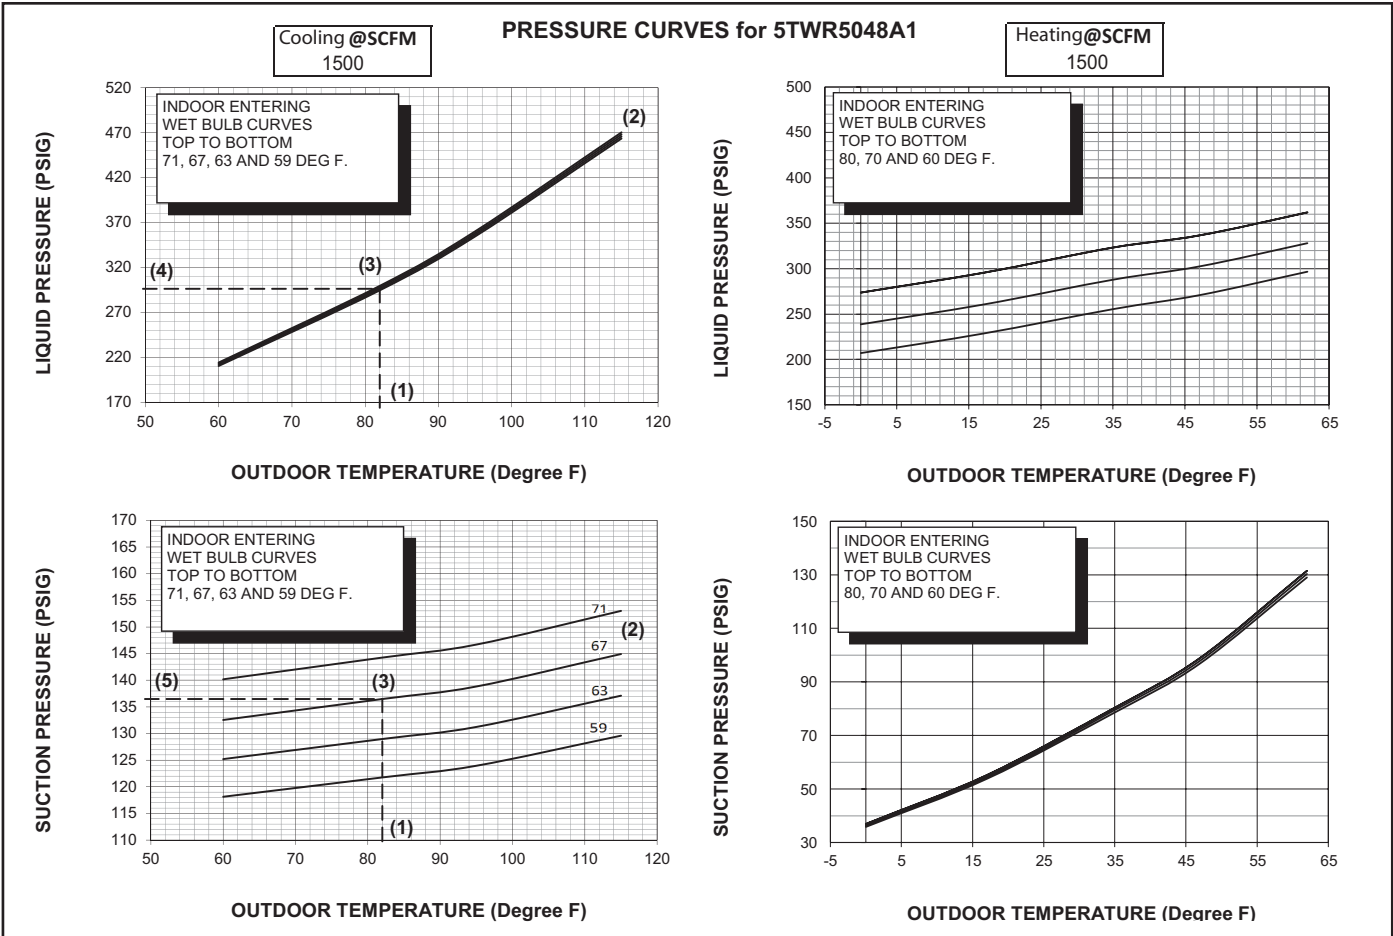 PRESSURE CURVES for 5TWR5048A1
Cooling @SCFM
1500
Heating@SCFM
1500
LIQUID PRESSURE (PSIG)
520
470
420
370
320
270
220
170
INDOOR ENTERING
WET BULB CURVES
TOP TO BOTTOM
71, 67, 63 AND 59 DEG F.
(2)
(3)
(4)
(1)
50 60 70 80 90 100 110 120
OUTDOOR TEMPERATURE (Degree F)
LIQUID PRESSURE (PSIG)
500
450
400
350
300
250
200
150
INDOOR ENTERING
WET BULB CURVES
TOP TO BOTTOM
80, 70 AND 60 DEG F.
-5 5 15 25 35 45 55 65
OUTDOOR TEMPERATURE (Degree F)
SUCTION PRESSURE (PSIG)
170
165
160
155
150
145
140
135
130
125
120
115
110
INDOOR ENTERING
WET BULB CURVES
TOP TO BOTTOM
71, 67, 63 AND 59 DEG F.
71
(2)
67
(5)
(3)
63
59
(1)
50 60 70 80 90 100 110 120
OUTDOOR TEMPERATURE (Degree F)
SUCTION PRESSURE (PSIG)
150
130
110
90
70
50
30
INDOOR ENTERING
WET BULB CURVES
TOP TO BOTTOM
80, 70 AND 60 DEG F.
-5 5 15 25 35 45 55 65
OUTDOOR TEMPERATURE (Degree F)